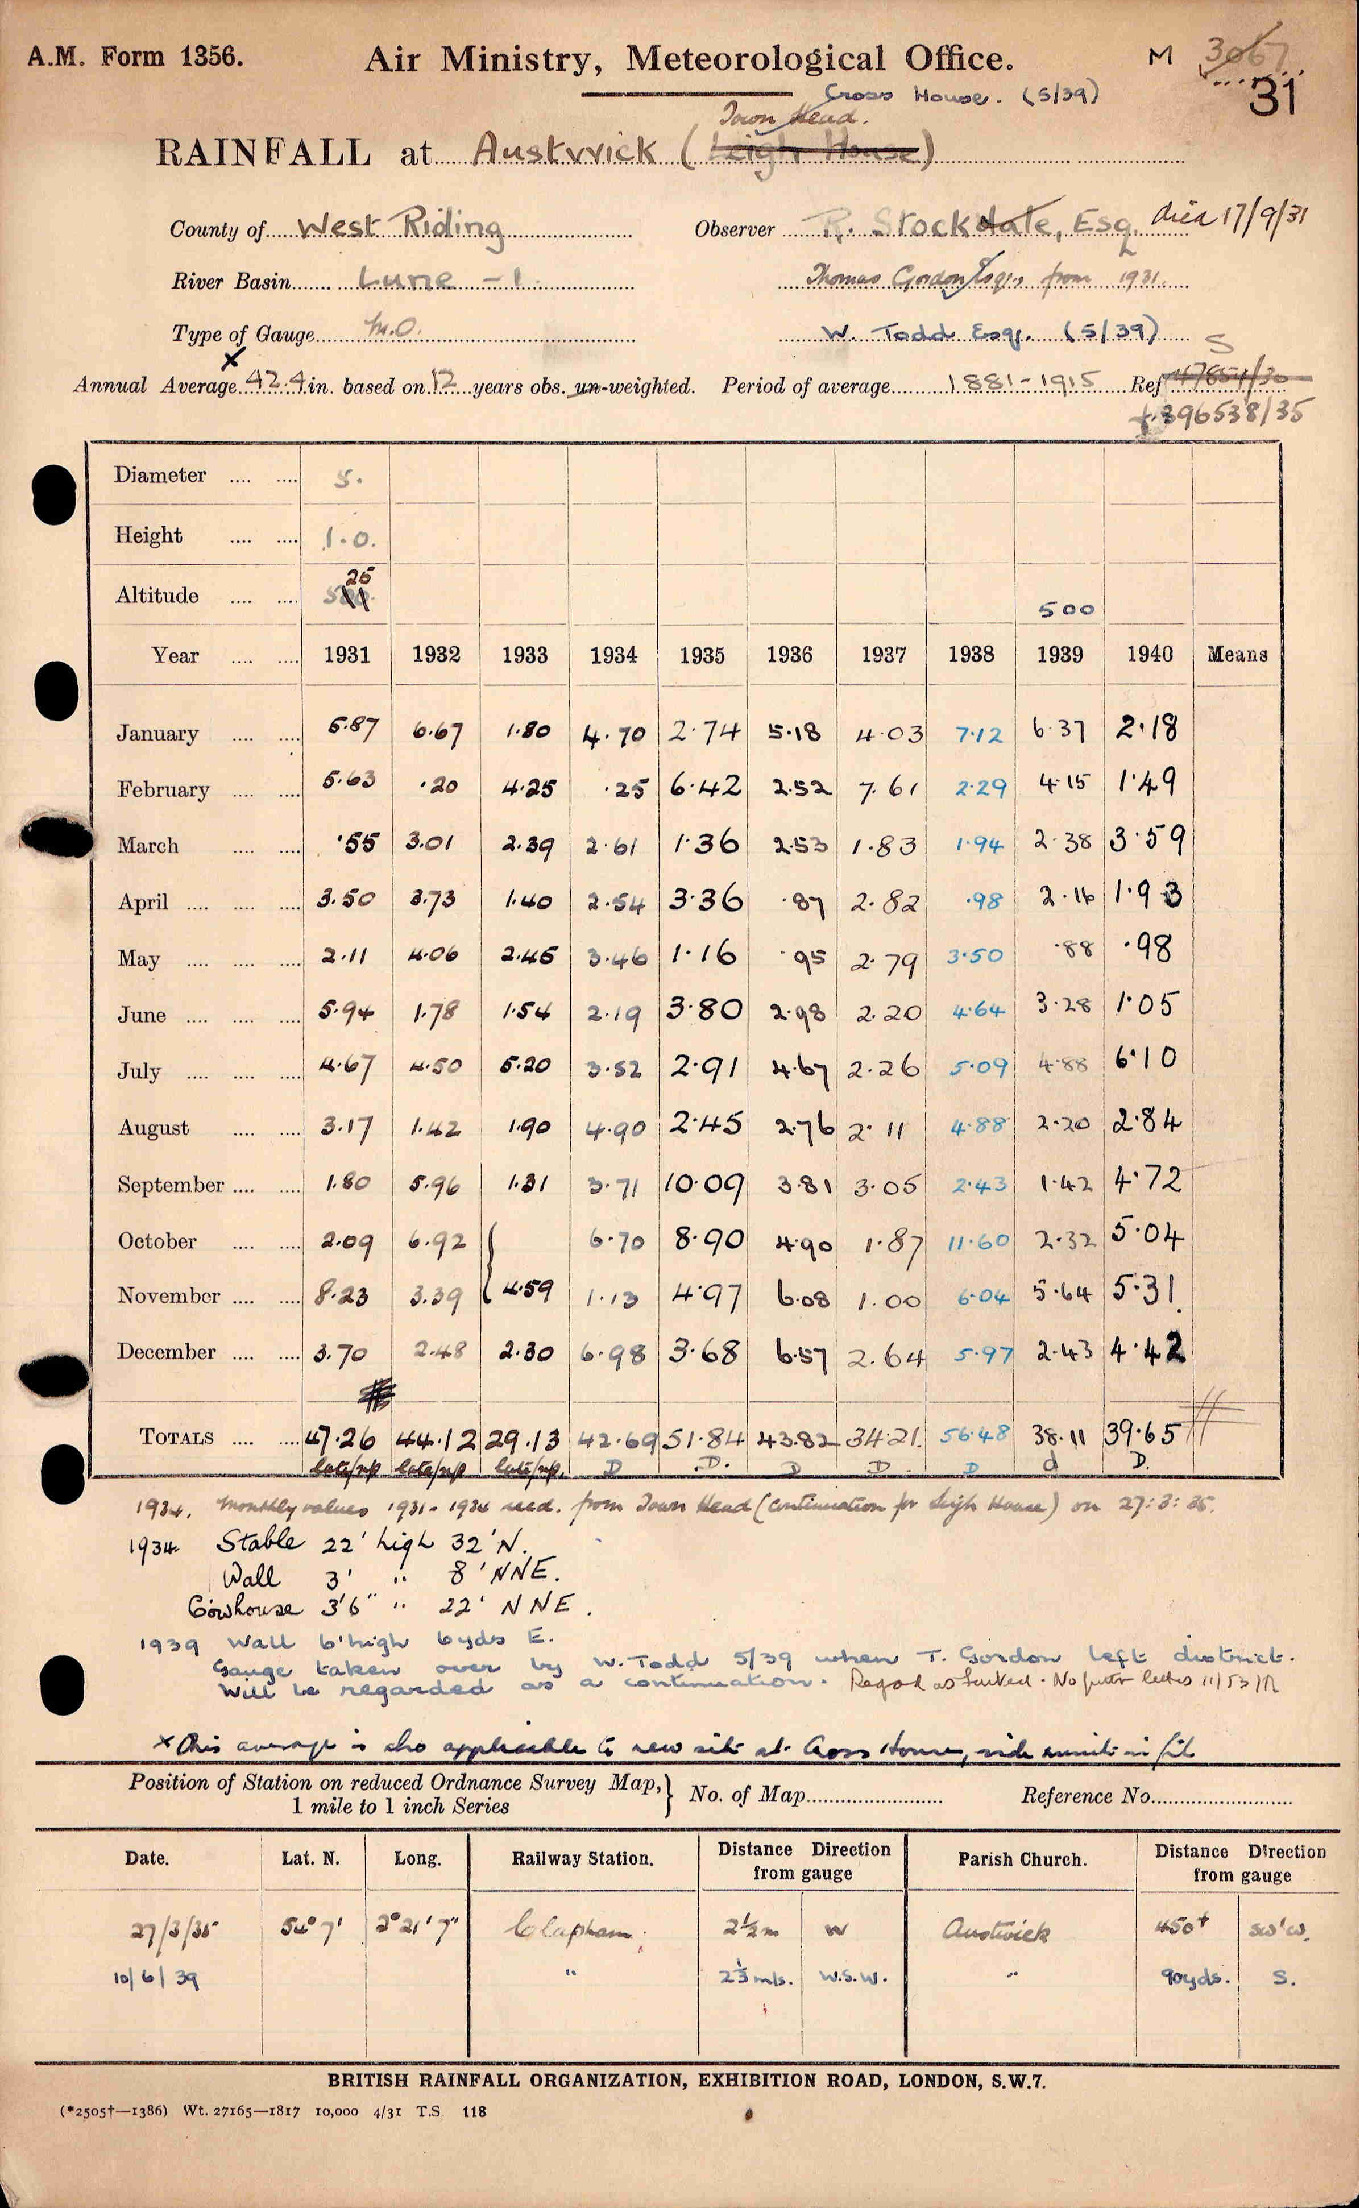 A.M. Form 1356. Air Ministry, Meteorological Office. M 3067
31
Cross House. (5/39)
Town Head.
RAINFALL at Austwick (Leigh House)
County of West Riding Observer R. Stockdale, Esq. died 17/9/31
River Basin Lune - 1. Thomas Gordon Esq. from 1931.
Type of Gauge M.O. W. Todd Esq. (5/39)
S
Annual Average x 42.4 in. based on 12 years obs. un-weighted. Period of average 1881-1915 Ref
396538/35
Diameter .... .... 5.
Height .... .... 1.0.
25
Altitude .... .... 500
Year .... .... 1931 1932 1933 1934 1935 1936 1937 1938 1939 1940 Means
January .... .... 5.87 6.67 1.80 4.70 2.74 5.18 4.03 7.12 6.37 2.18
February .... .... 5.63 .20 4.25 .25 6.42 2.52 7.61 2.29 4.15 1.49
March .... .... .55 3.01 2.39 2.61 1.36 2.53 1.83 1.94 2.38 3.59
April .... .... .... 3.50 3.73 1.40 2.54 3.36 .87 2.82 .98 2.16 1.93
May .... .... .... 2.11 4.06 2.45 3.46 1.16 .95 2.79 3.50 .88 .98
June .... .... .... 5.94 1.78 1.54 2.19 3.80 2.98 2.20 4.64 3.28 1.05
July .... .... .... 4.67 4.50 5.20 3.52 2.91 4.67 2.26 5.09 4.88 6.10
August .... .... 3.17 1.42 1.90 4.90 2.45 2.76 2.11 4.88 2.20 2.84
September .... .... 1.80 5.96 1.31 3.71 10.09 3.81 3.05 2.43 1.42 4.72
October .... .... 2.09 6.92 { 6.70 8.90 4.90 1.87 11.60 2.32 5.04
November .... .... 8.23 3.39 4.59 1.13 4.97 6.08 1.00 6.04 5.64 5.31
December .... .... 3.70 2.48 2.30 6.98 3.68 6.57 2.64 5.97 2.43 4.42
Totals .... .... 47.26 44.12 29.13 42.69 51.84 43.82 34.21 56.48 38.11 39.65
D D. D D. D d D.
1934. Monthly values 1931-1934 recd. from Town Head (continuation for Leigh House) on 27:3:35.
1934 Stable 22' high 32' N.
Wall 3' " 8' NNE.
Cowhouse 3'6" " 22' NNE.
1939 Wall 6' high 6yds E.
Gauge taken over by W. Todd 5/39 when T. Gordon left district.
Will be regarded as a continuation. Regard as
x This average is also applicable to new site at Cross House, vide
Position of Station on reduced Ordnance Survey Map, } No. of Map Reference No.
1 mile to 1 inch Series
Date. Lat. N. Long. Railway Station. Distance Direction from gauge Parish Church. Distance Direction from gauge
27/3/35 54° 7' 2° 21' 7" Clapham 2½m W Austwick 450+ SW'W.
10/6/39 " 2⅓ mls. W.S.W. " 90yds. S.
BRITISH RAINFALL ORGANIZATION, EXHIBITION ROAD, LONDON, S.W.7.
(*2505†—1386) Wt. 27165—1817 10,000 4/31 T.S. 118